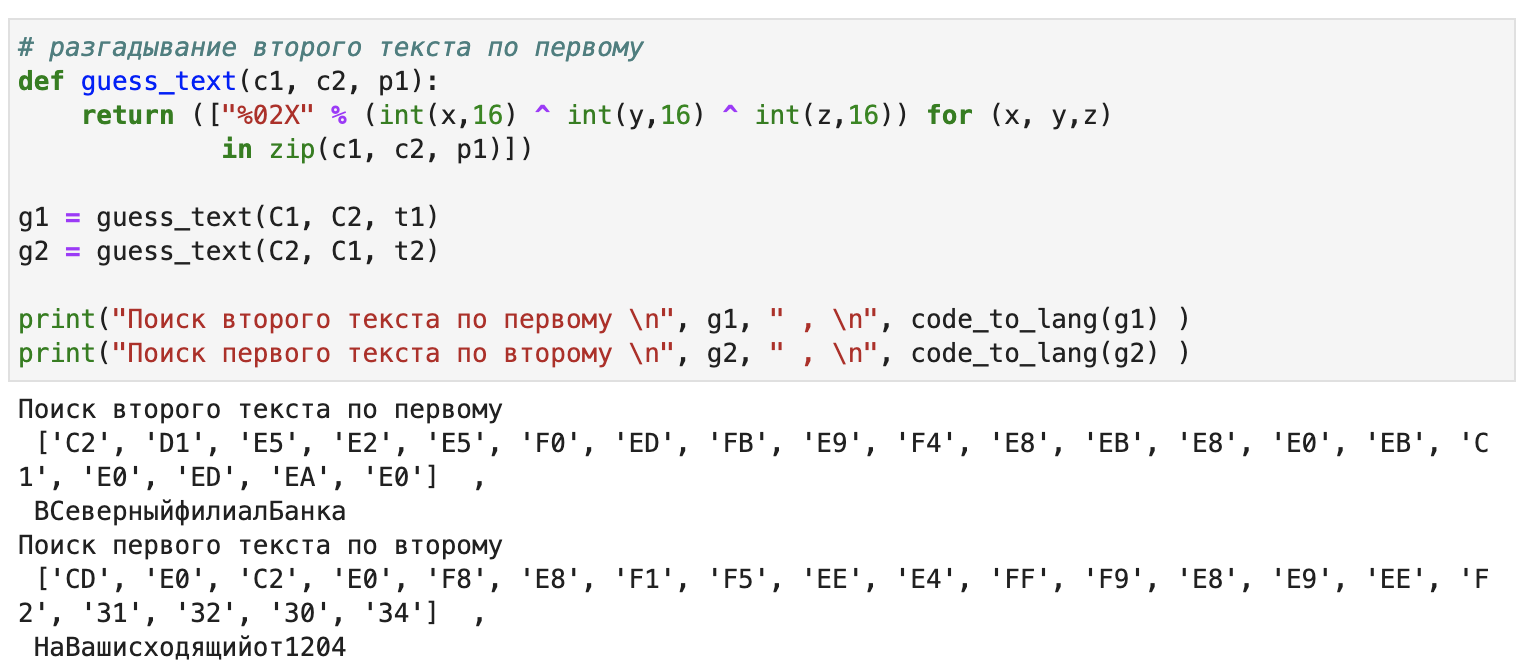 # разгадывание второго текста по первому
def guess_text(c1, c2, p1):
    return (["%02X" % (int(x,16) ^ int(y,16) ^ int(z,16)) for (x, y,z)
             in zip(c1, c2, p1)])
g1 = guess_text(C1, C2, t1)
g2 = guess_text(C2, C1, t2)
print("Поиск второго текста по первому \n", g1, " , \n", code_to_lang(g1) )
print("Поиск первого текста по второму \n", g2, " , \n", code_to_lang(g2) )
Поиск второго текста по первому
 ['C2', 'D1', 'E5', 'E2', 'E5', 'F0', 'ED', 'FB', 'E9', 'F4', 'E8', 'EB', 'E8', 'E0', 'EB', 'C
1', 'E0', 'ED', 'EA', 'E0']  ,
 ВСеверныйфилиалБанка
Поиск первого текста по второму
 ['CD', 'E0', 'C2', 'E0', 'F8', 'E8', 'F1', 'F5', 'EE', 'E4', 'FF', 'F9', 'E8', 'E9', 'EE', 'F
2', '31', '32', '30', '34']  ,
 НаВашисходящийот1204